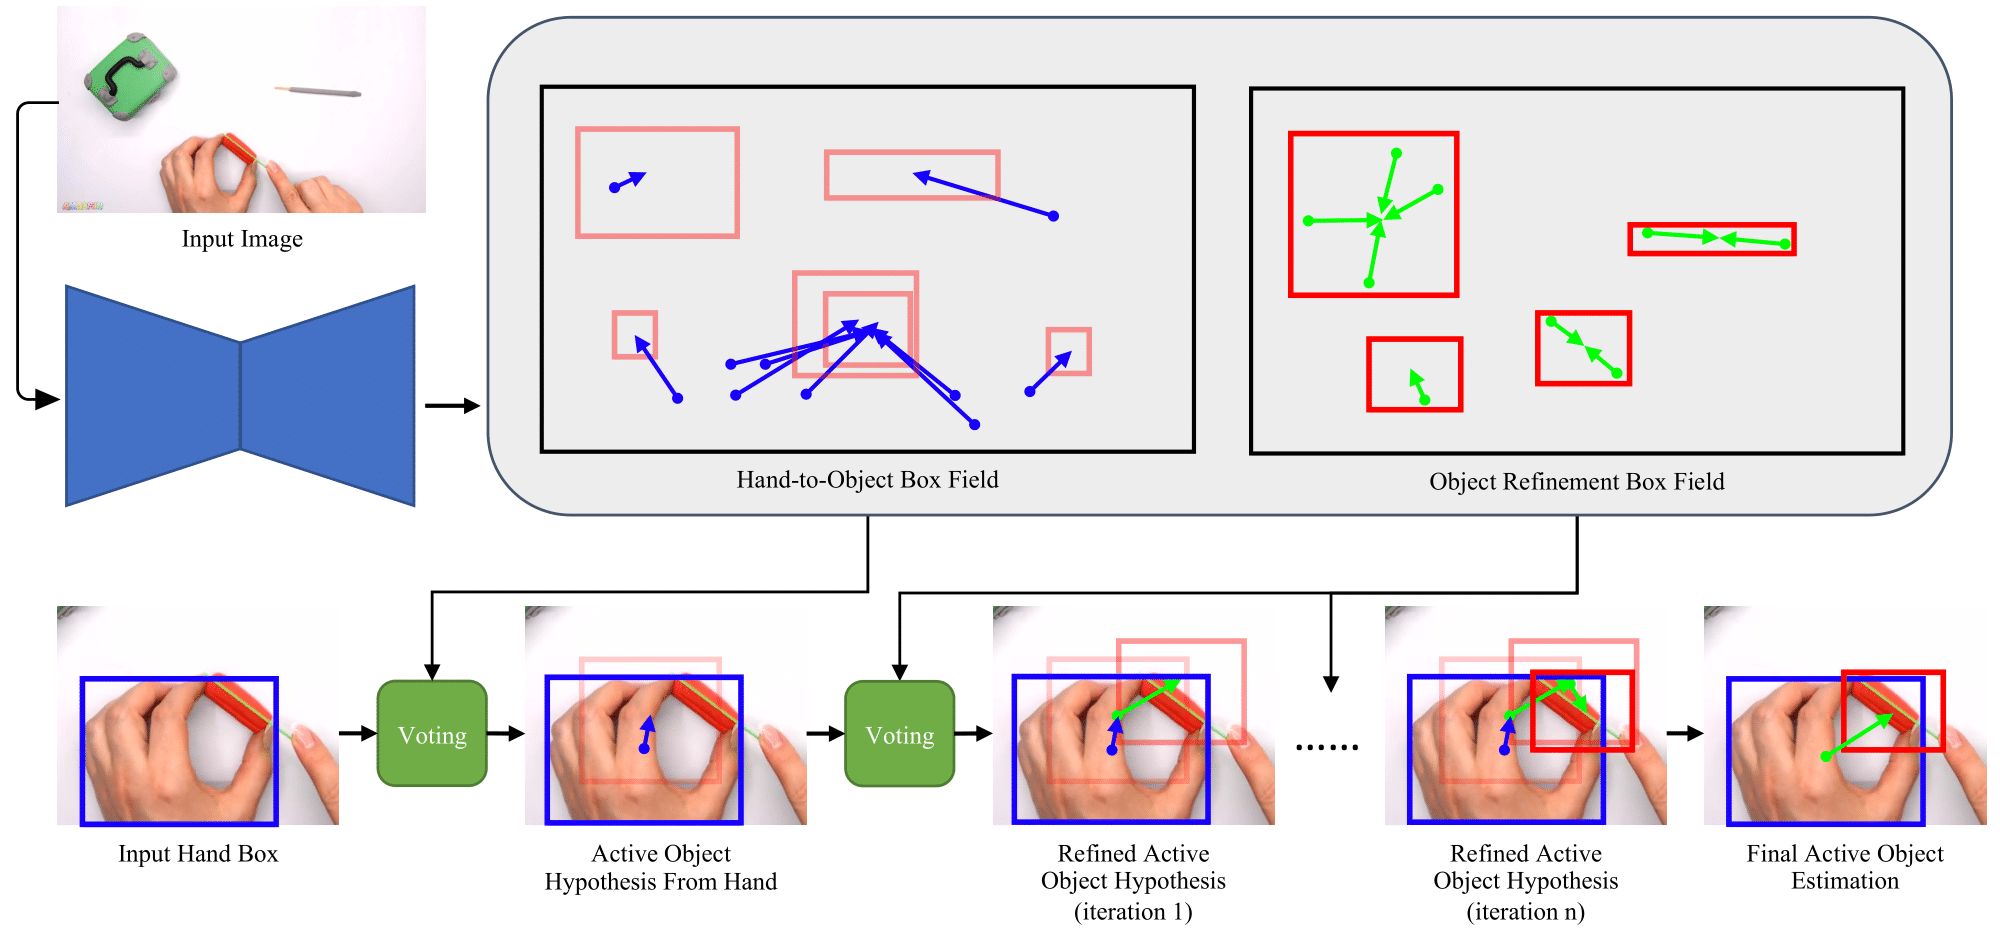 Input Image
Hand-to-Object Box Field
Object Refinement Box Field
Voting
Voting
Input Hand Box
Active Object
Hypothesis From Hand
Refined Active
Object Hypothesis
(iteration 1)
Refined Active
Object Hypothesis
(iteration n)
Final Active Object
Estimation